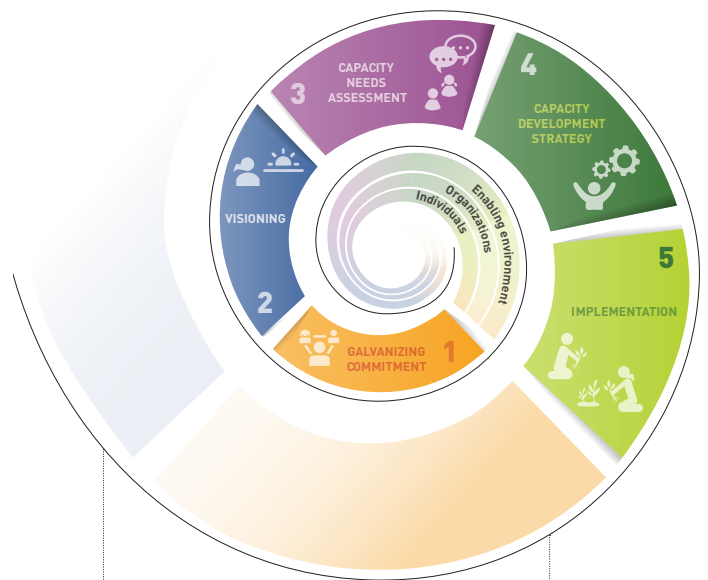 1
GALVANIZING
COMMITMENT
2
VISIONING
3
CAPACITY
NEEDS
ASSESSMENT
4
CAPACITY
DEVELOPMENT
STRATEGY
5
IMPLEMENTATION
Individuals
Organizations
Enabling environment